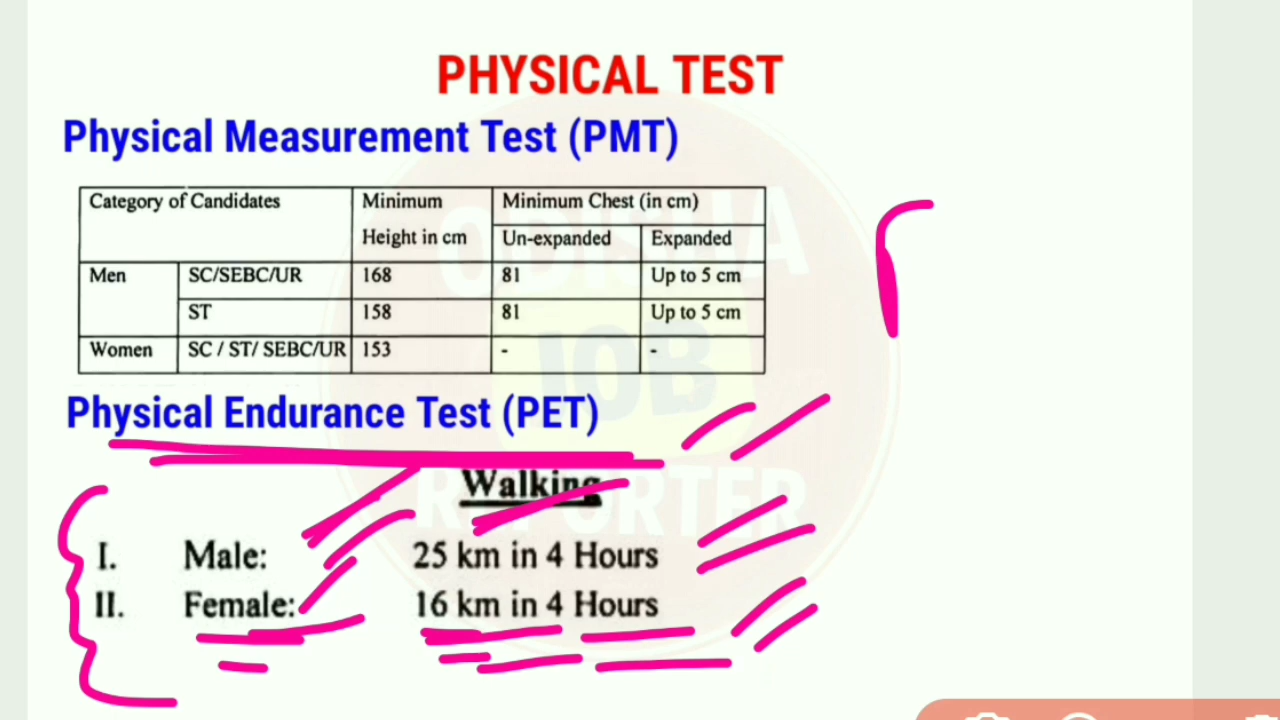 PHYSICAL TEST
Physical Measurement Test (PMT)
Category of Candidates Minimum Height in cm Minimum Chest (in cm)
Un-expanded Expanded
Men SC/SEBC/UR 168 81 Up to 5 cm
ST 158 81 Up to 5 cm
Women SC / ST/ SEBC/UR 153 - -
Physical Endurance Test (PET)
Walking
I. Male: 25 km in 4 Hours
II. Female: 16 km in 4 Hours
ODISHA
JOB
REPORTER